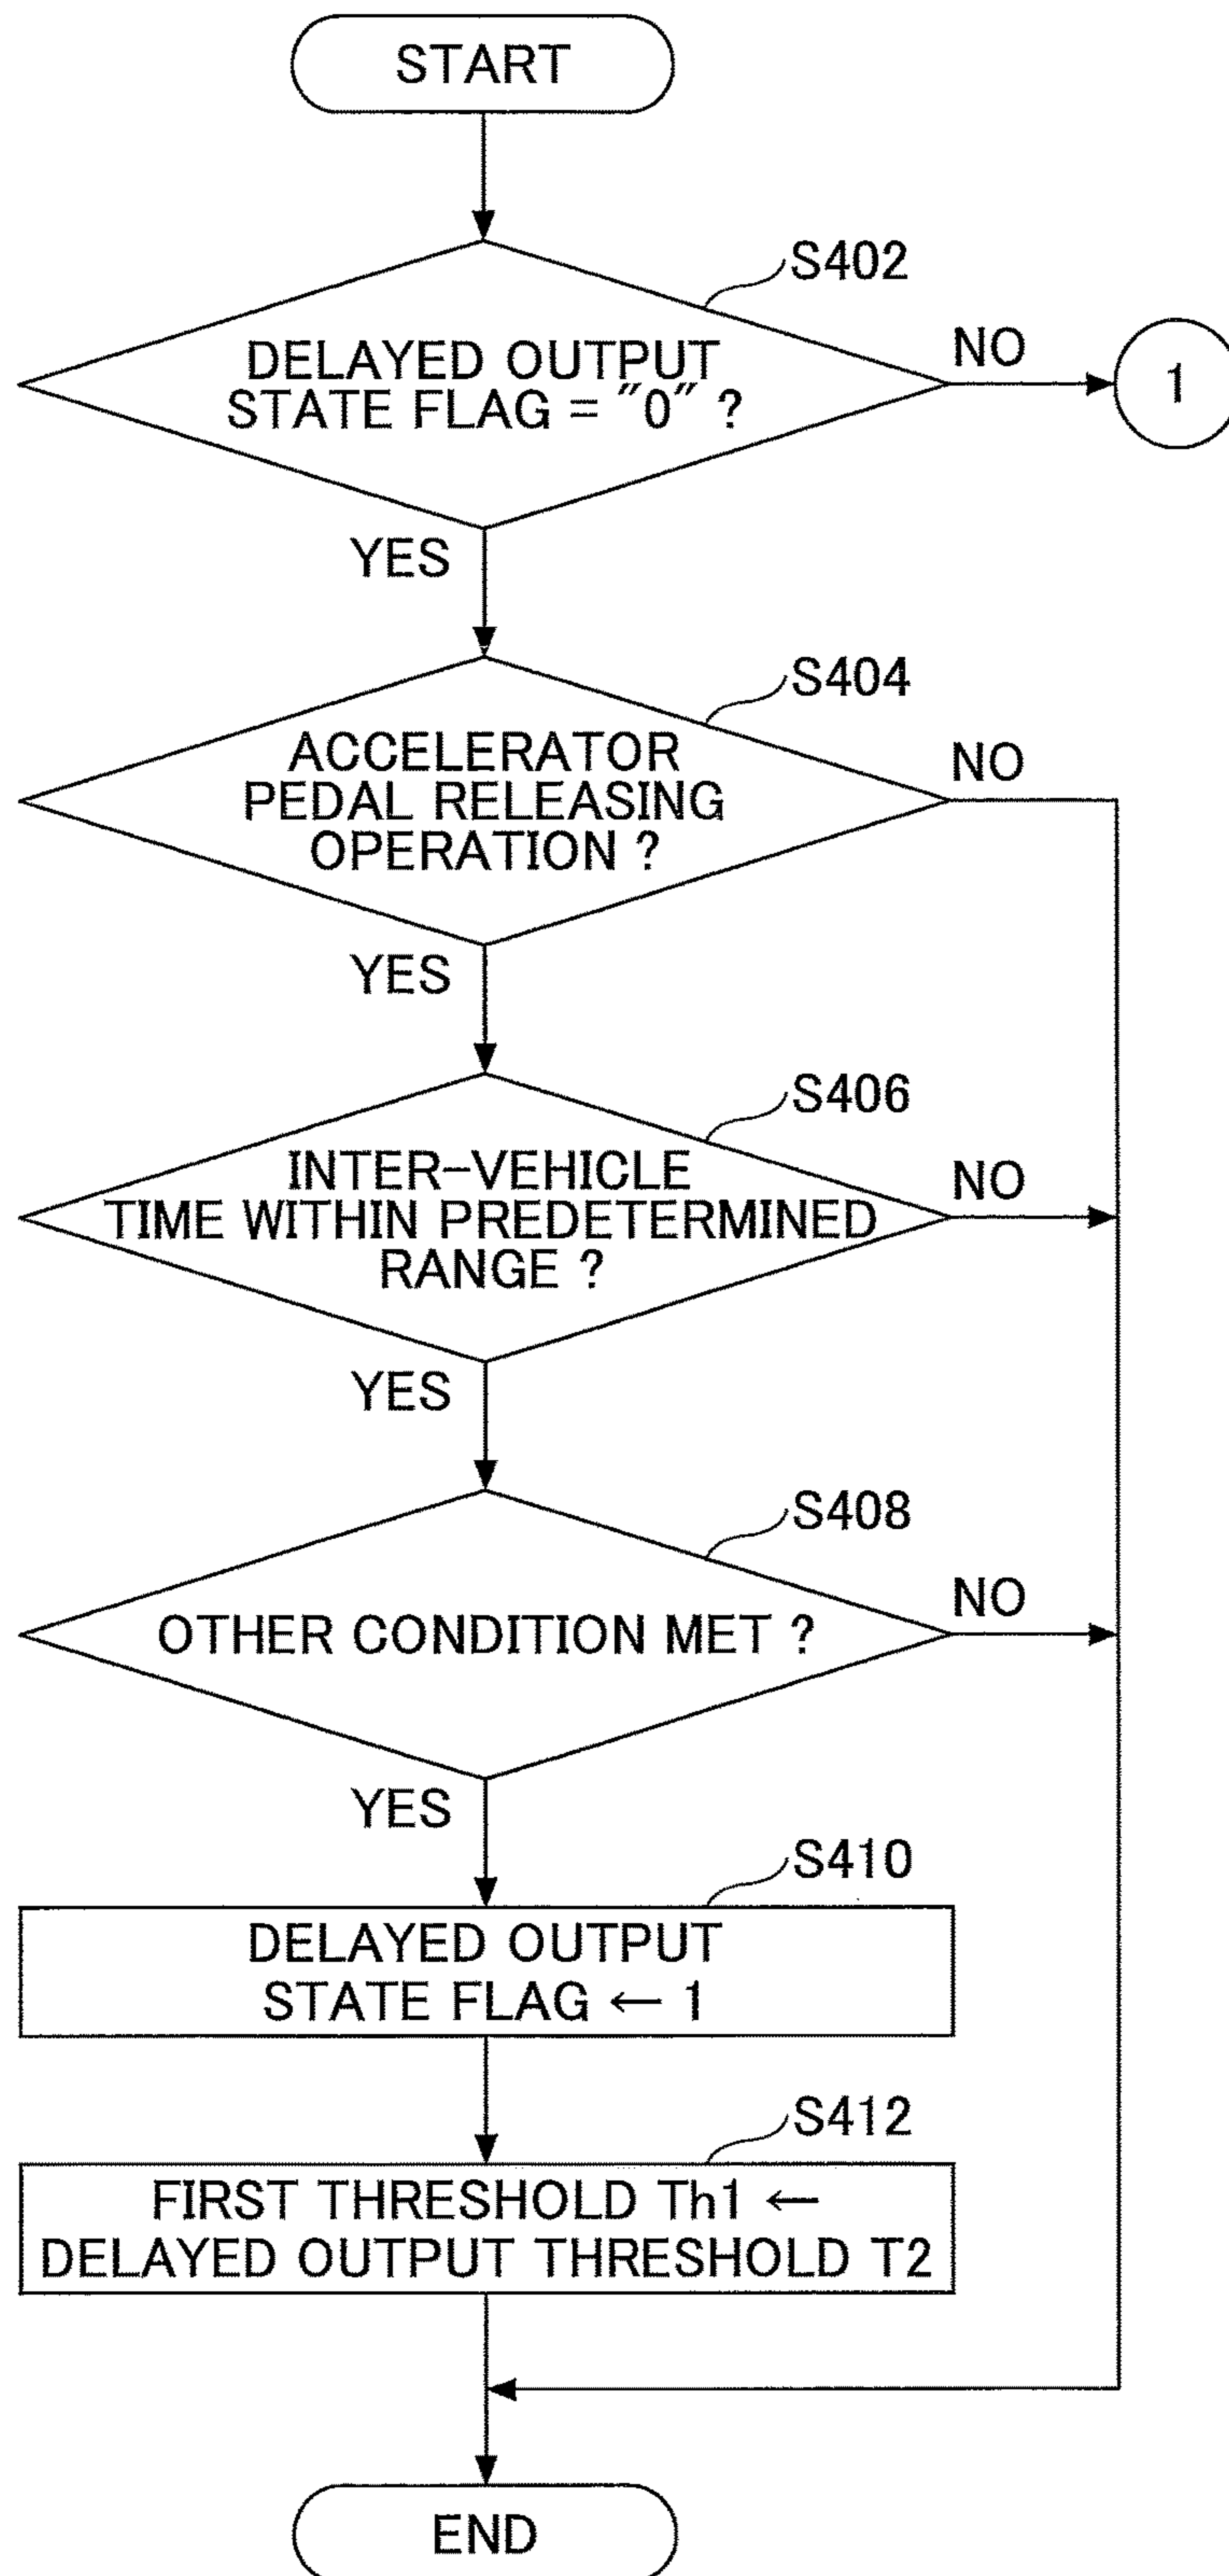 START
S402
DELAYED OUTPUT
STATE FLAG = "0" ?
NO
1
YES
S404
ACCELERATOR
PEDAL RELEASING
OPERATION ?
NO
YES
S406
INTER-VEHICLE
TIME WITHIN PREDETERMINED
RANGE ?
NO
YES
S408
OTHER CONDITION MET ?
NO
YES
S410
DELAYED OUTPUT
STATE FLAG ← 1
S412
FIRST THRESHOLD Th1 ←
DELAYED OUTPUT THRESHOLD T2
END